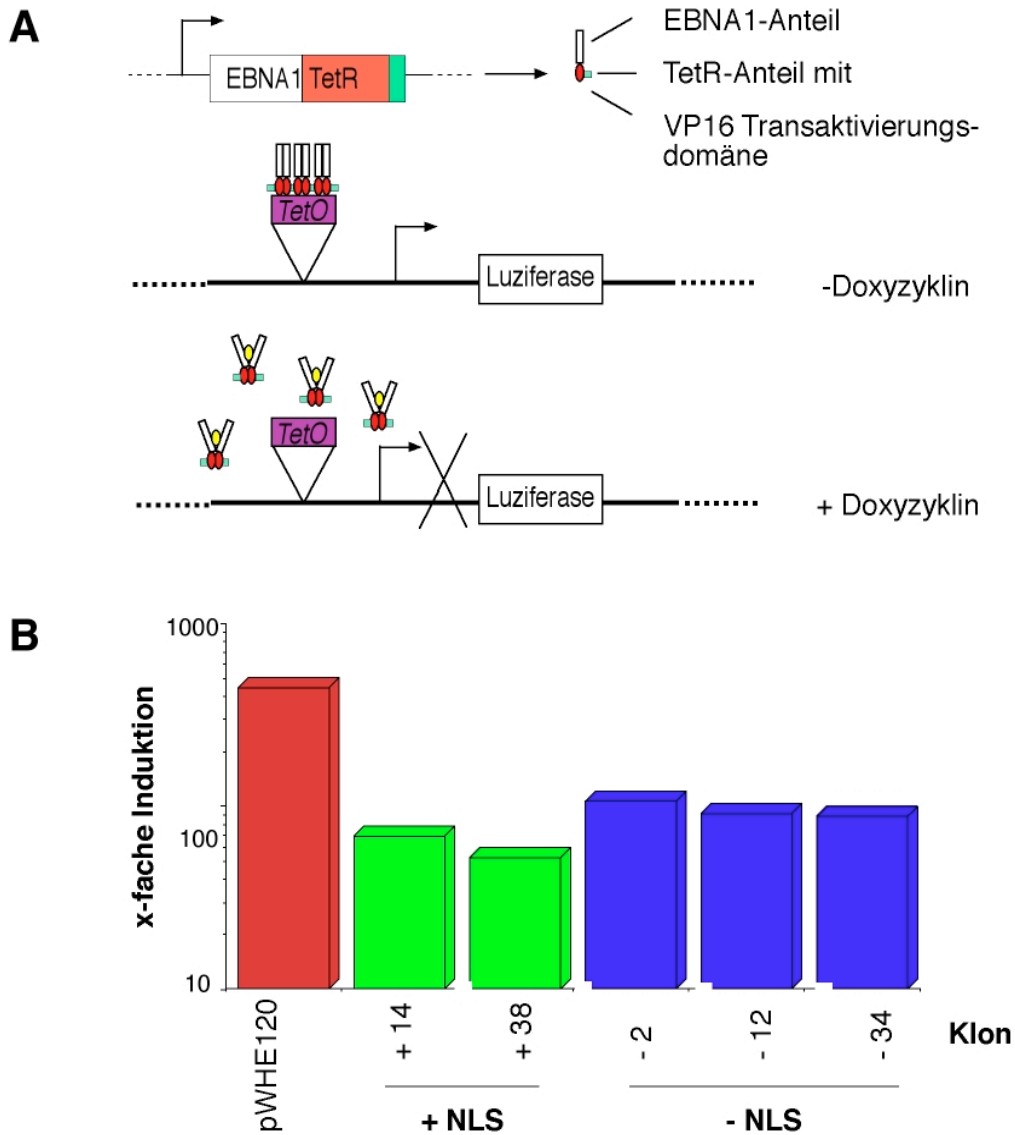 A
EBNA1 TetR
EBNA1-Anteil
TetR-Anteil mit
VP16 Transaktivierungs-
domäne
TetO
Luziferase
-Doxyzyklin
TetO
Luziferase
+ Doxyzyklin
B
x-fache Induktion
1000
100
10
pWHE120
+ 14
+ 38
- 2
- 12
- 34
Klon
+ NLS
- NLS